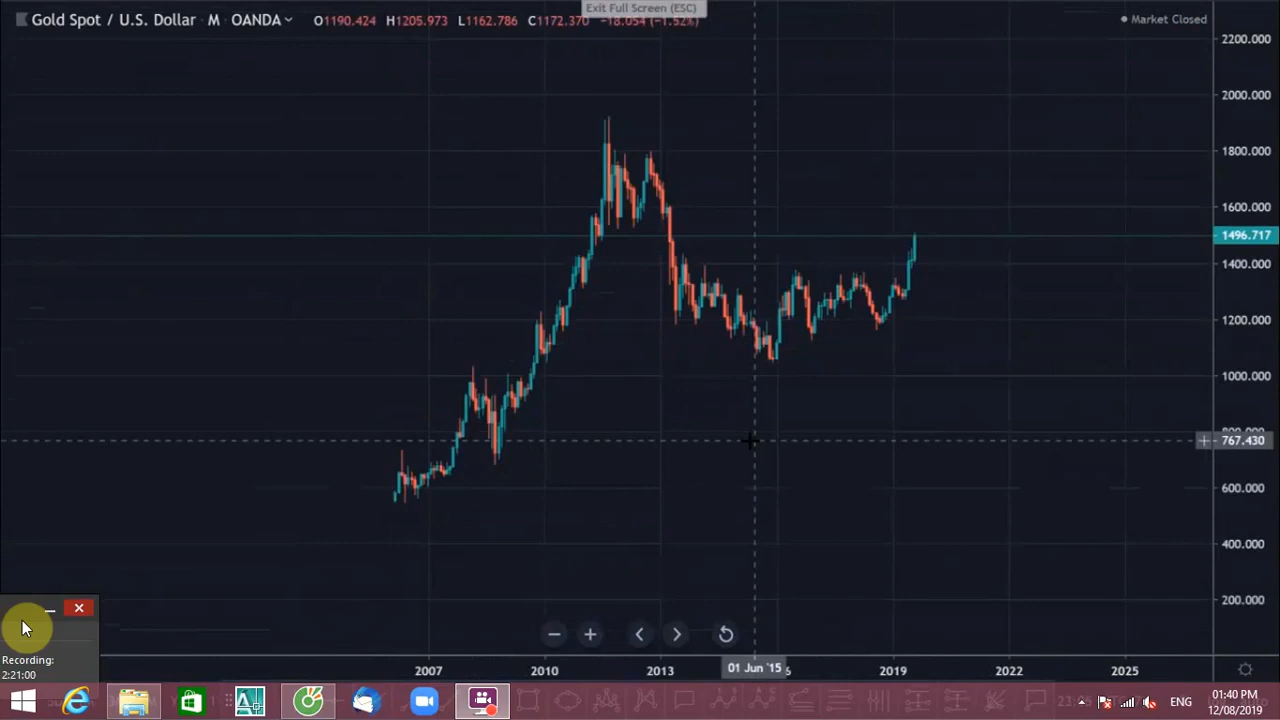 Exit Full Screen (ESC)
Gold Spot / U.S. Dollar · M · OANDA
O1190.424 H1205.973 L1162.786 C1172.370 −18.054 (−1.52%)
Market Closed
2200.000
2000.000
1800.000
1600.000
1496.717
1400.000
1200.000
1000.000
800.000
767.430
600.000
400.000
200.000
Recording:
2:21:00
2007
2010
2013
01 Jun '15
2019
2022
2025
ENG
01:40 PM
12/08/2019